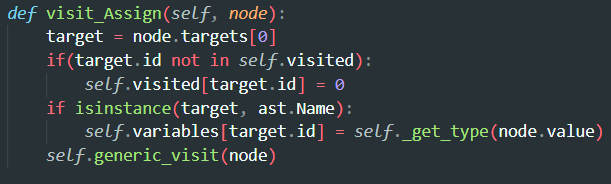 def visit_Assign(self, node):
    target = node.targets[0]
    if(target.id not in self.visited):
        self.visited[target.id] = 0
    if isinstance(target, ast.Name):
        self.variables[target.id] = self._get_type(node.value)
    self.generic_visit(node)